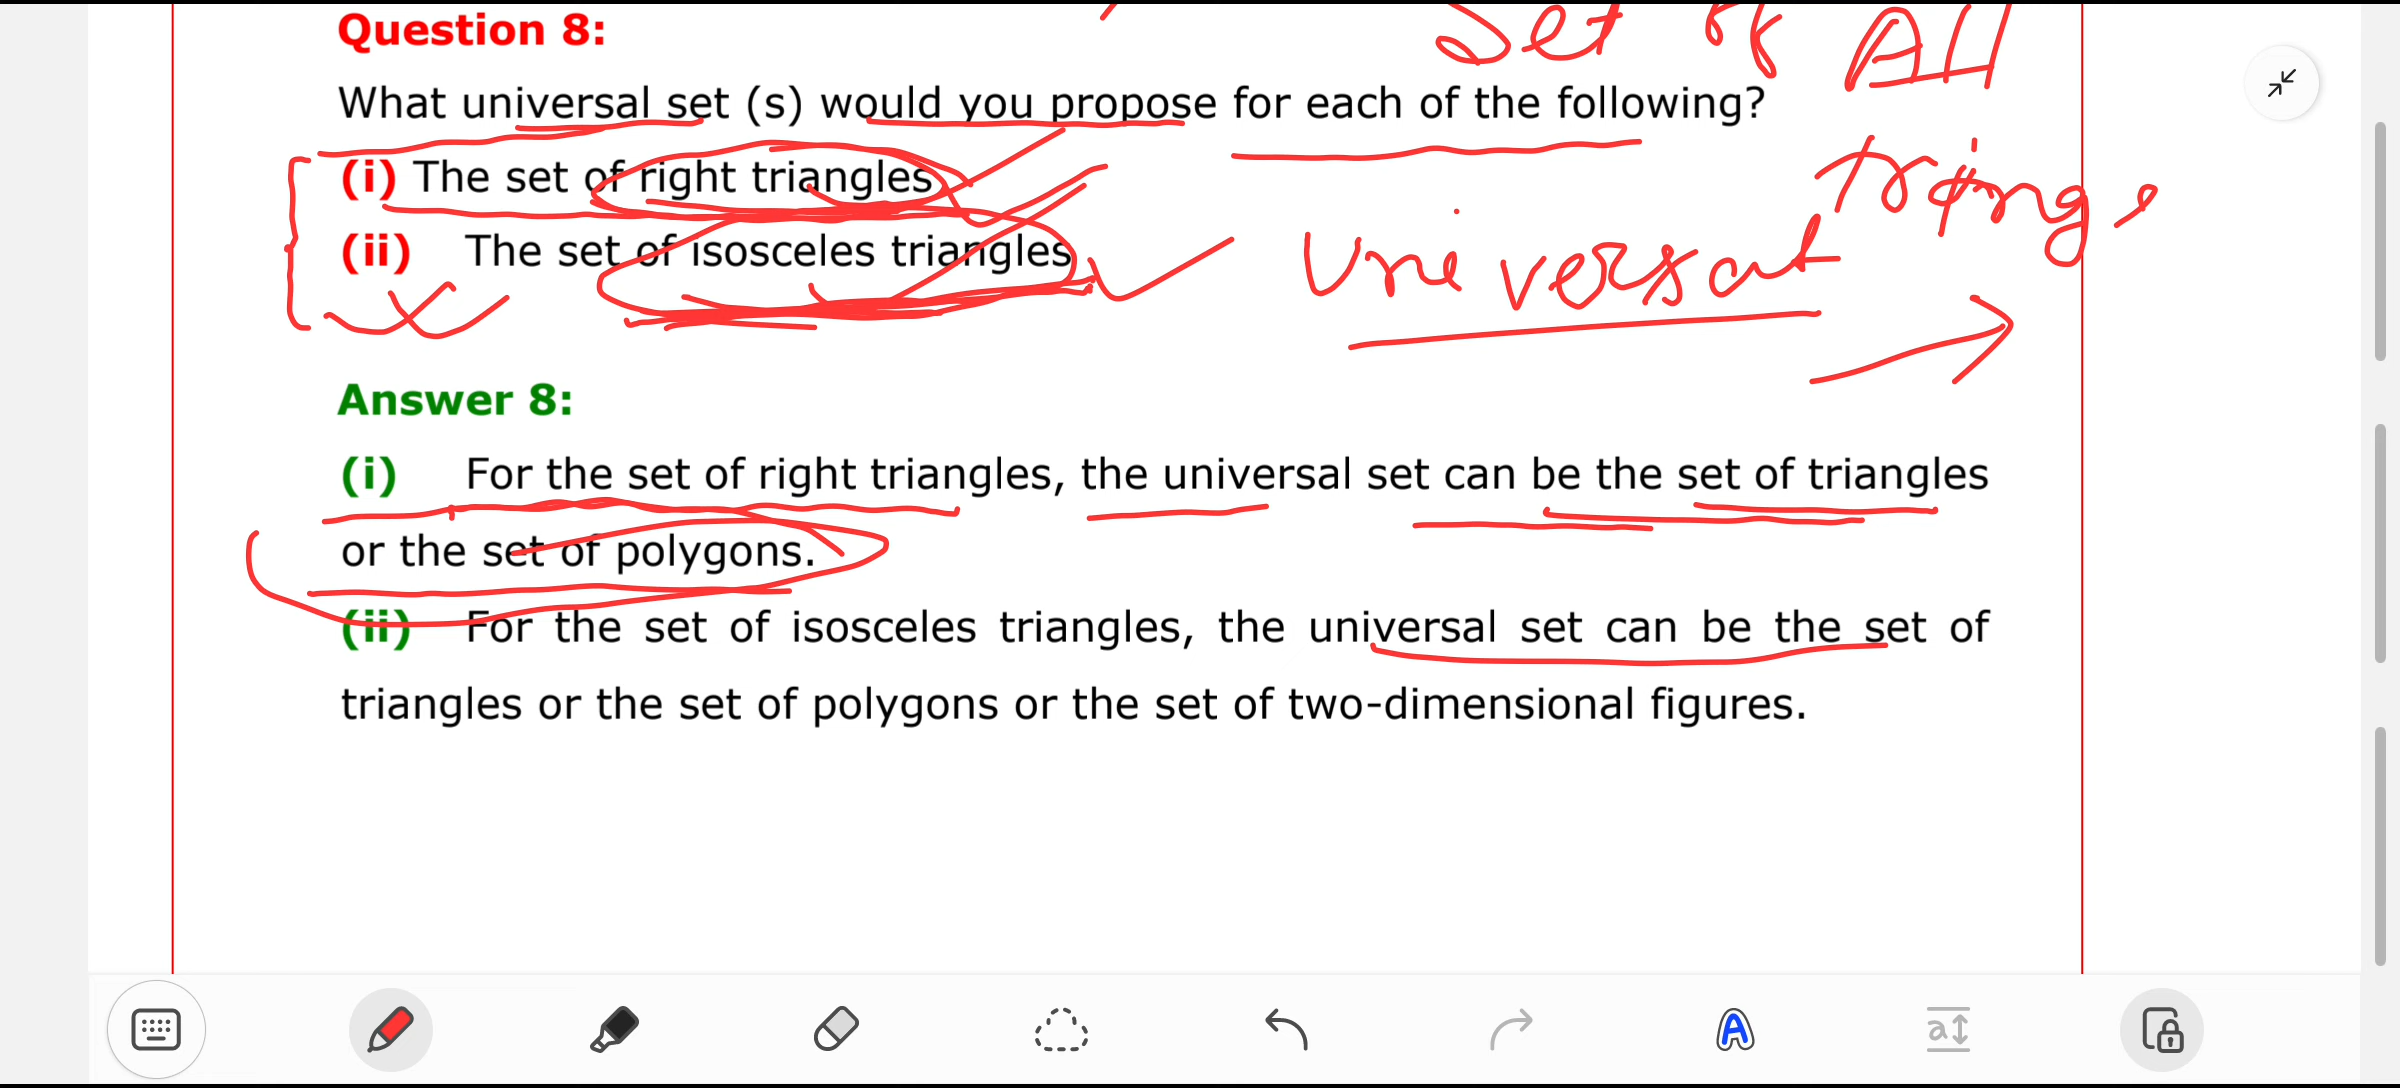 Question 8:
Set of All
What universal set (s) would you propose for each of the following?
(i) The set of right triangles
(ii) The set of isosceles triangles
Universal
Answer 8:
(i) For the set of right triangles, the universal set can be the set of triangles
or the set of polygons.
(ii) For the set of isosceles triangles, the universal set can be the set of
triangles or the set of polygons or the set of two-dimensional figures.
A a